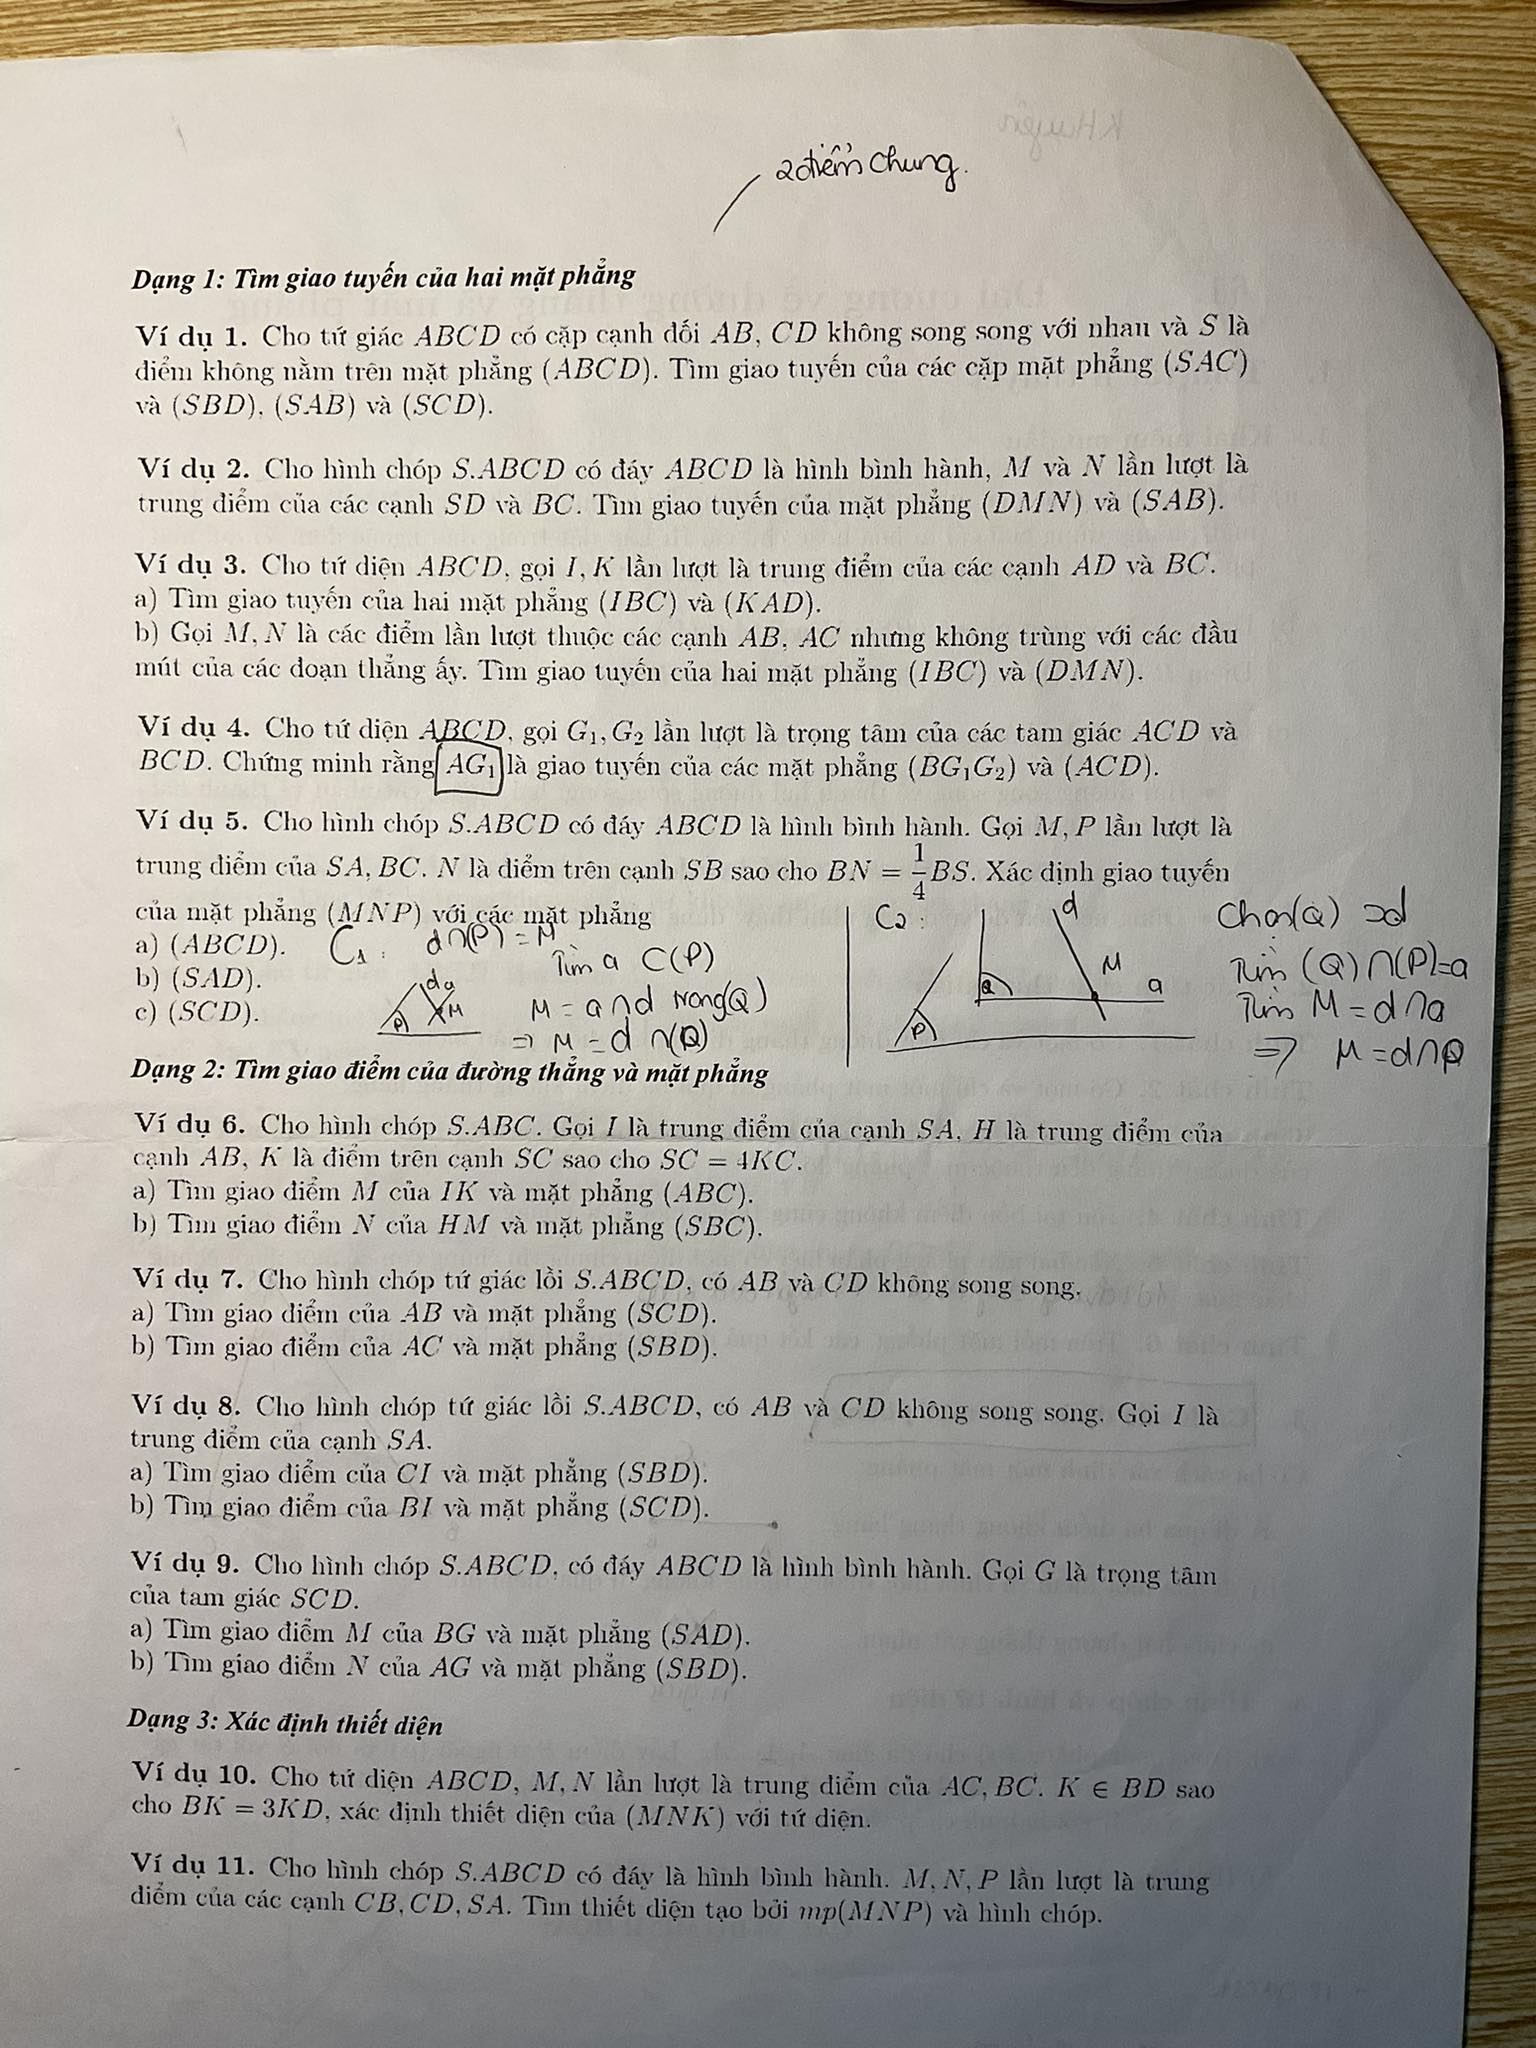 2 điểm chung.
Dạng 1: Tìm giao tuyến của hai mặt phẳng
Ví dụ 1. Cho tứ giác ABCD có cặp cạnh đối AB, CD không song song với nhau và S là
điểm không nằm trên mặt phẳng (ABCD). Tìm giao tuyến của các cặp mặt phẳng (SAC)
và (SBD), (SAB) và (SCD).
Ví dụ 2. Cho hình chóp S.ABCD có đáy ABCD là hình bình hành, M và N lần lượt là
trung điểm của các cạnh SD và BC. Tìm giao tuyến của mặt phẳng (DMN) và (SAB).
Ví dụ 3. Cho tứ diện ABCD, gọi I, K lần lượt là trung điểm của các cạnh AD và BC.
a) Tìm giao tuyến của hai mặt phẳng (IBC) và (KAD).
b) Gọi M, N là các điểm lần lượt thuộc các cạnh AB, AC nhưng không trùng với các đầu
mút của các đoạn thẳng ấy. Tìm giao tuyến của hai mặt phẳng (IBC) và (DMN).
Ví dụ 4. Cho tứ diện ABCD, gọi G₁, G₂ lần lượt là trọng tâm của các tam giác ACD và
BCD. Chứng minh rằng AG₁ là giao tuyến của các mặt phẳng (BG₁G₂) và (ACD).
Ví dụ 5. Cho hình chóp S.ABCD có đáy ABCD là hình bình hành. Gọi M, P lần lượt là
trung điểm của SA, BC. N là điểm trên cạnh SB sao cho BN = 1/4 BS. Xác định giao tuyến
của mặt phẳng (MNP) với các mặt phẳng
a) (ABCD).
b) (SAD).
c) (SCD).
C1: d∩(P) = M
Tìm a ⊂ (P)
M = a∩d trong (Q)
⇒ M = d ∩(Q)
d a
M
P
C2:
d
M
a
Q
P
Chọn (Q) ⊃ d
Tìm (Q)∩(P)=a
Tìm M = d∩a
⇒ M = d∩P
Dạng 2: Tìm giao điểm của đường thẳng và mặt phẳng
Ví dụ 6. Cho hình chóp S.ABC. Gọi I là trung điểm của cạnh SA, H là trung điểm của
cạnh AB, K là điểm trên cạnh SC sao cho SC = 4KC.
a) Tìm giao điểm M của IK và mặt phẳng (ABC).
b) Tìm giao điểm N của HM và mặt phẳng (SBC).
Ví dụ 7. Cho hình chóp tứ giác lồi S.ABCD, có AB và CD không song song.
a) Tìm giao điểm của AB và mặt phẳng (SCD).
b) Tìm giao điểm của AC và mặt phẳng (SBD).
Ví dụ 8. Cho hình chóp tứ giác lồi S.ABCD, có AB và CD không song song. Gọi I là
trung điểm của cạnh SA.
a) Tìm giao điểm của CI và mặt phẳng (SBD).
b) Tìm giao điểm của BI và mặt phẳng (SCD).
Ví dụ 9. Cho hình chóp S.ABCD, có đáy ABCD là hình bình hành. Gọi G là trọng tâm
của tam giác SCD.
a) Tìm giao điểm M của BG và mặt phẳng (SAD).
b) Tìm giao điểm N của AG và mặt phẳng (SBD).
Dạng 3: Xác định thiết diện
Ví dụ 10. Cho tứ diện ABCD, M, N lần lượt là trung điểm của AC, BC. K ∈ BD sao
cho BK = 3KD, xác định thiết diện của (MNK) với tứ diện.
Ví dụ 11. Cho hình chóp S.ABCD có đáy là hình bình hành. M, N, P lần lượt là trung
điểm của các cạnh CB, CD, SA. Tìm thiết diện tạo bởi mp(MNP) và hình chóp.